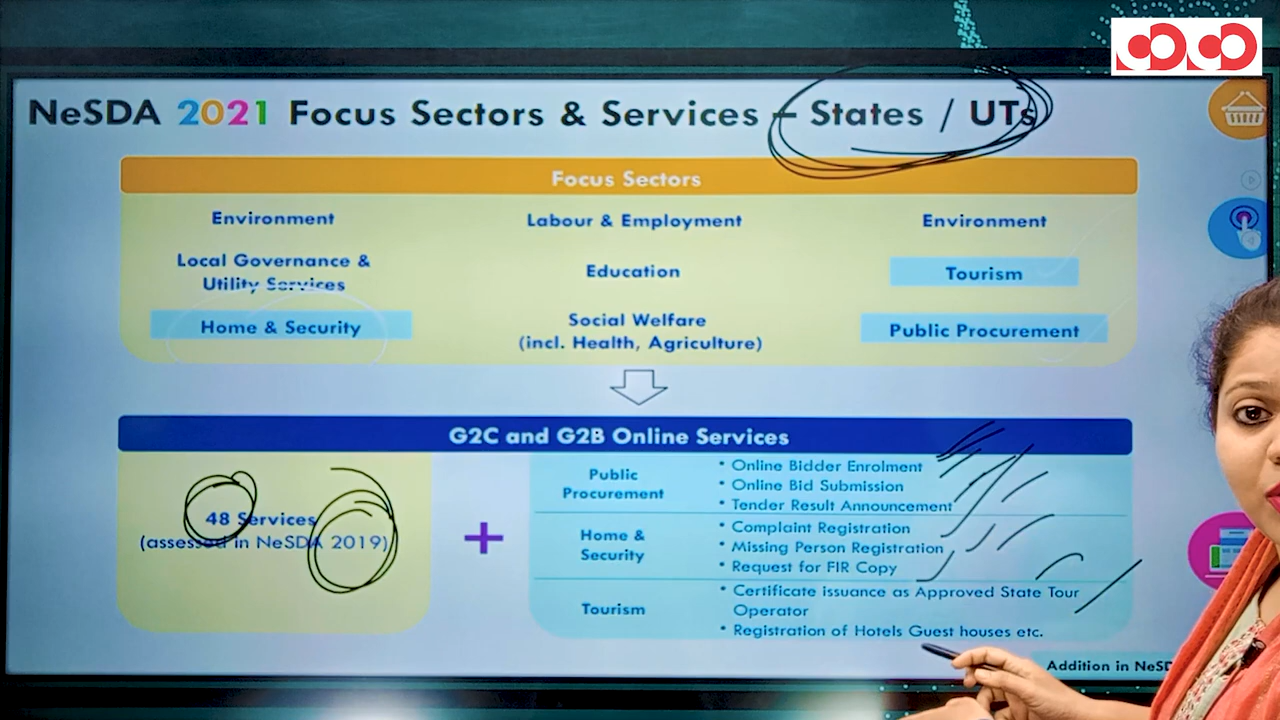 NeSDA 2021 Focus Sectors & Services – States / UTs
Focus Sectors
Environment
Labour & Employment
Environment
Local Governance &
Utility Services
Education
Tourism
Home & Security
Social Welfare
(incl. Health, Agriculture)
Public Procurement
G2C and G2B Online Services
48 Services
(assessed in NeSDA 2019)
+
Public
Procurement
• Online Bidder Enrolment
• Online Bid Submission
• Tender Result Announcement
Home &
Security
• Complaint Registration
• Missing Person Registration
• Request for FIR Copy
Tourism
• Certificate issuance as Approved State Tour
Operator
• Registration of Hotels Guest houses etc.
Addition in